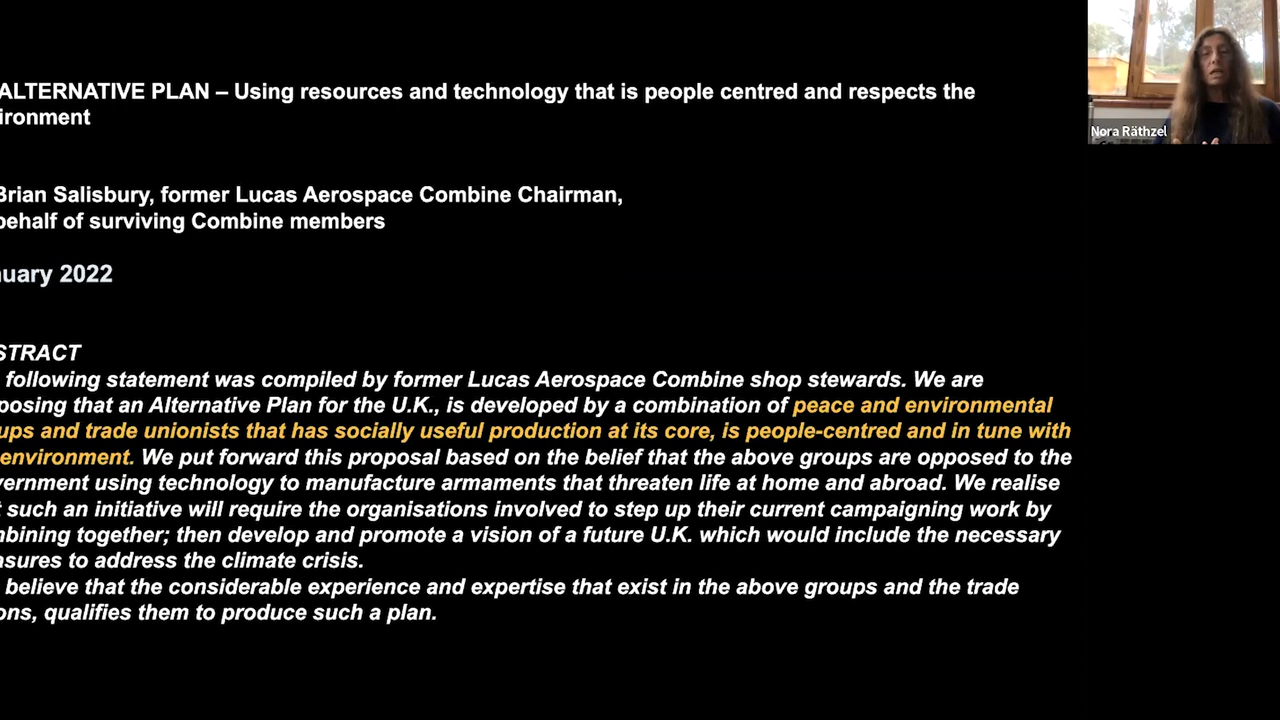 ALTERNATIVE PLAN – Using resources and technology that is people centred and respects the
ironment
Brian Salisbury, former Lucas Aerospace Combine Chairman,
behalf of surviving Combine members
nuary 2022
STRACT
following statement was compiled by former Lucas Aerospace Combine shop stewards. We are
posing that an Alternative Plan for the U.K., is developed by a combination of peace and environmental
ups and trade unionists that has socially useful production at its core, is people-centred and in tune with
environment. We put forward this proposal based on the belief that the above groups are opposed to the
vernment using technology to manufacture armaments that threaten life at home and abroad. We realise
t such an initiative will require the organisations involved to step up their current campaigning work by
mbining together; then develop and promote a vision of a future U.K. which would include the necessary
asures to address the climate crisis.
believe that the considerable experience and expertise that exist in the above groups and the trade
ons, qualifies them to produce such a plan.
Nora Räthzel